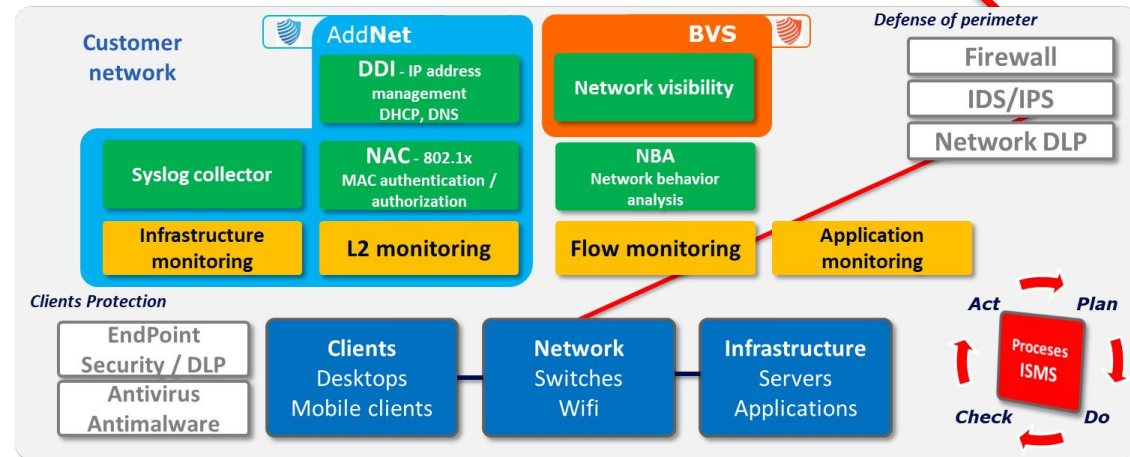 Customer
network
AddNet
DDI - IP address
management
DHCP, DNS
BVS
Network visibility
Defense of perimeter
Firewall
IDS/IPS
Network DLP
Syslog collector
NAC - 802.1x
MAC authentication /
authorization
NBA
Network behavior
analysis
Infrastructure
monitoring
L2 monitoring
Flow monitoring
Application
monitoring
Clients Protection
EndPoint
Security / DLP
Antivirus
Antimalware
Clients
Desktops
Mobile clients
Network
Switches
Wifi
Infrastructure
Servers
Applications
Act
Plan
Proceses
ISMS
Check
Do